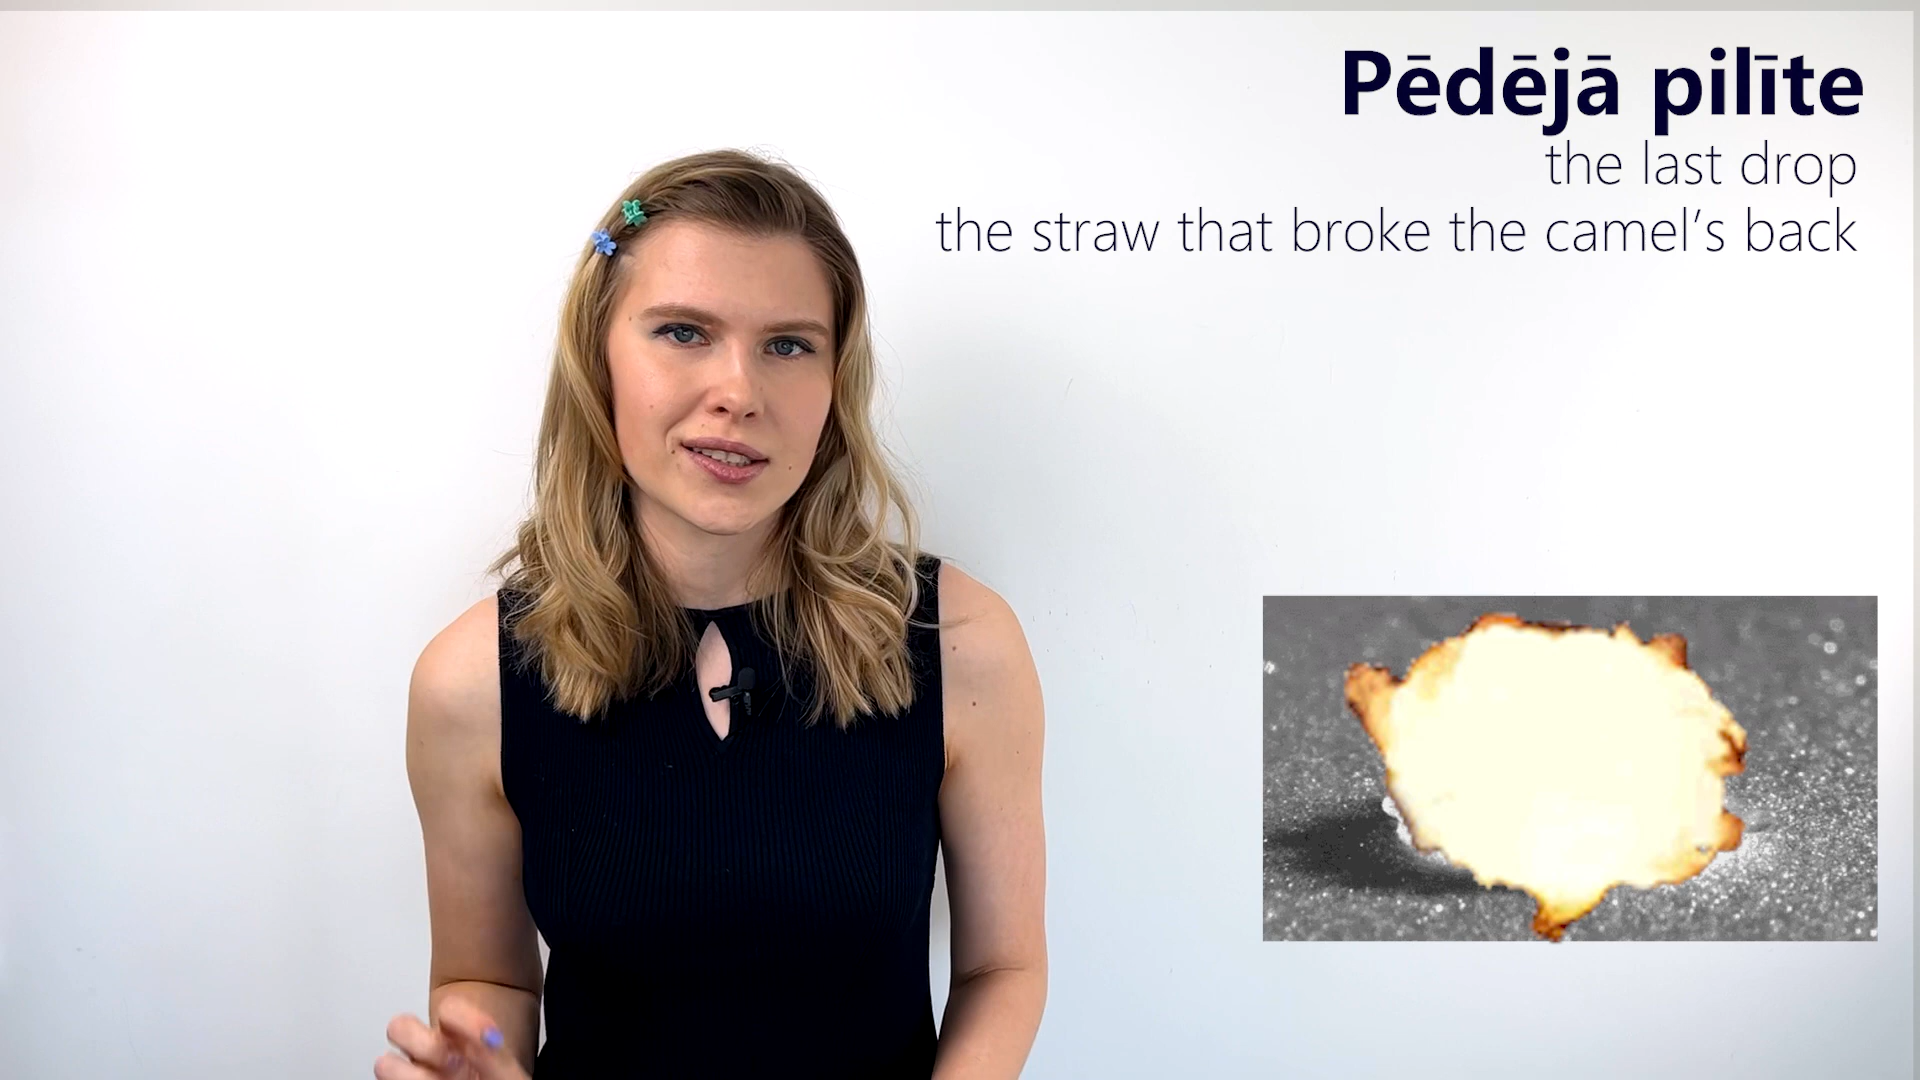 Pēdējā pilīte
the last drop
the straw that broke the camel’s back